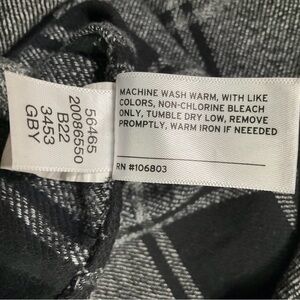 56465
20086550
B22
3453
GBY
MACHINE WASH WARM, WITH LIKE
COLORS, NON-CHLORINE BLEACH
ONLY, TUMBLE DRY LOW, REMOVE
PROMPTLY, WARM IRON IF NEEEDED
RN #106803